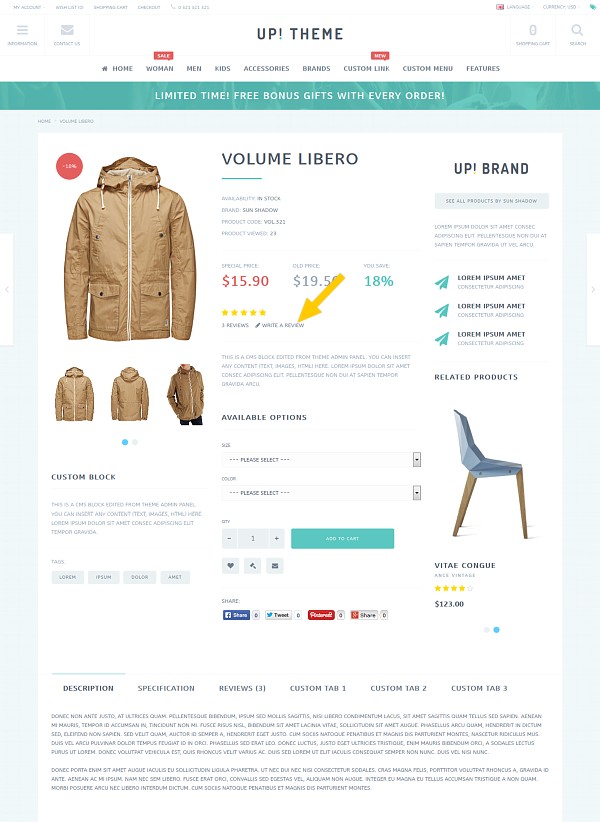 MY ACCOUNT
WISH LIST (0)
SHOPPING CART
CHECKOUT
0 321 321 321
LANGUAGE
CURRENCY: USD
INFORMATION
CONTACT US
UP! THEME
0
SHOPPING CART
SEARCH
SALE
NEW
HOME
WOMAN
MEN
KIDS
ACCESSORIES
BRANDS
CUSTOM LINK
CUSTOM MENU
FEATURES
LIMITED TIME! FREE BONUS GIFTS WITH EVERY ORDER!
HOME
VOLUME LIBERO
-18%
VOLUME LIBERO
AVAILABILITY: IN STOCK
BRAND: SUN SHADOW
PRODUCT CODE: VOL.321
PRODUCT VIEWED: 23
SPECIAL PRICE:
$15.90
OLD PRICE:
$19.50
YOU SAVE:
18%
3 REVIEWS
WRITE A REVIEW
THIS IS A CMS BLOCK EDITED FROM THEME ADMIN PANEL. YOU CAN INSERT
ANY CONTENT (TEXT, IMAGES, HTML) HERE. LOREM IPSUM DOLOR SIT AMET
CONSEC ADIPISCING ELIT. PELLENTESQUE NON DUI AT SAPIEN TEMPOR
GRAVIDA ARCU.
AVAILABLE OPTIONS
SIZE
--- PLEASE SELECT ---
COLOR
--- PLEASE SELECT ---
QTY
− 1 +
ADD TO CART
SHARE:
Share 0
Tweet 0
Pinterest 0
Share 0
CUSTOM BLOCK
THIS IS A CMS BLOCK EDITED FROM THEME ADMIN PANEL.
YOU CAN INSERT ANY CONTENT (TEXT, IMAGES, HTML) HERE.
LOREM IPSUM DOLOR SIT AMET CONSEC ADIPISCING ELIT.
TEMPOR GRAVIDA.
TAGS:
LOREM
IPSUM
DOLOR
AMET
UP! BRAND
SEE ALL PRODUCTS BY SUN SHADOW
LOREM IPSUM DOLOR SIT AMET CONSEC
ADIPISCING ELIT. PELLENTESQUE NON DUI AT
SAPIEN TEMPOR WISI VEL ARCU.
LOREM IPSUM AMET
CONSECTETUR ADIPISCING
LOREM IPSUM AMET
CONSECTETUR ADIPISCING
LOREM IPSUM AMET
CONSECTETUR ADIPISCING
RELATED PRODUCTS
VITAE CONGUE
ANCE VINTAGE
$123.00
DESCRIPTION
SPECIFICATION
REVIEWS (3)
CUSTOM TAB 1
CUSTOM TAB 2
CUSTOM TAB 3
DONEC NON ANTE JUSTO, AT ULTRICES QUAM. PELLENTESQUE BIBENDUM, IPSUM SED MOLLIS SAGITTIS, NISI LIBERO CONDIMENTUM LACUS, SIT AMET SAGITTIS QUAM TELLUS SED SAPIEN. AENEAN
MI MAURIS, TEMPOR ID ACCUMSAN IN, TINCIDUNT NON MI. FUSCE RISUS NISL, BIBENDUM SIT AMET LACINIA VITAE, SOLLICITUDIN SIT AMET AUGUE. PHASELLUS ARCU QUAM, HENDRERIT IN DICTUM
SED, ELEIFEND NON SAPIEN. SED VELIT QUAM, AUCTOR ID SEMPER A, HENDRERIT EGET JUSTO. CUM SOCIIS NATOQUE PENATIBUS ET MAGNIS DIS PARTURIENT MONTES, NASCETUR RIDICULUS MUS.
DUIS VEL ARCU PULVINAR DOLOR TEMPUS FEUGIAT ID IN ORCI. PHASELLUS SED ERAT LEO. DONEC LUCTUS, JUSTO EGET ULTRICIES TRISTIQUE, ENIM MAURIS BIBENDUM ORCI, A SODALES LECTUS
PURUS UT LOREM. DONEC VOLUTPAT VEHICULA EST, QUIS RHONCUS VELIT VARIUS AC. DUIS SED LOREM UT ELIT IACULIS CONSEQUAT SEMPER NON NUNC. DUIS VEL NISI NUNC.
DONEC PORTA ENIM SIT AMET AUGUE IACULIS EU SOLLICITUDIN LIGULA PHARETRA. UT NEC DUI NEC NISI CONSECTETUR SODALES. CRAS MAGNA FELIS, PORTTITOR VOLUTPAT RHONCUS A, GRAVIDA ID
ANTE. AENEAN AC MI IPSUM. NAM NEC SEM LIBERO. FUSCE ERAT ORCI, CONVALLIS SED EGESTAS VEL, ALIQUAM NON AUGUE. INTEGER EU MAGNA EU TELLUS ACCUMSAN TRISTIQUE A NON QUAM.
MORBI POSUERE ARCU NEC LIBERO INTERDUM DICTUM. CUM SOCIIS NATOQUE PENATIBUS ET MAGNIS DIS PARTURIENT MONTES.